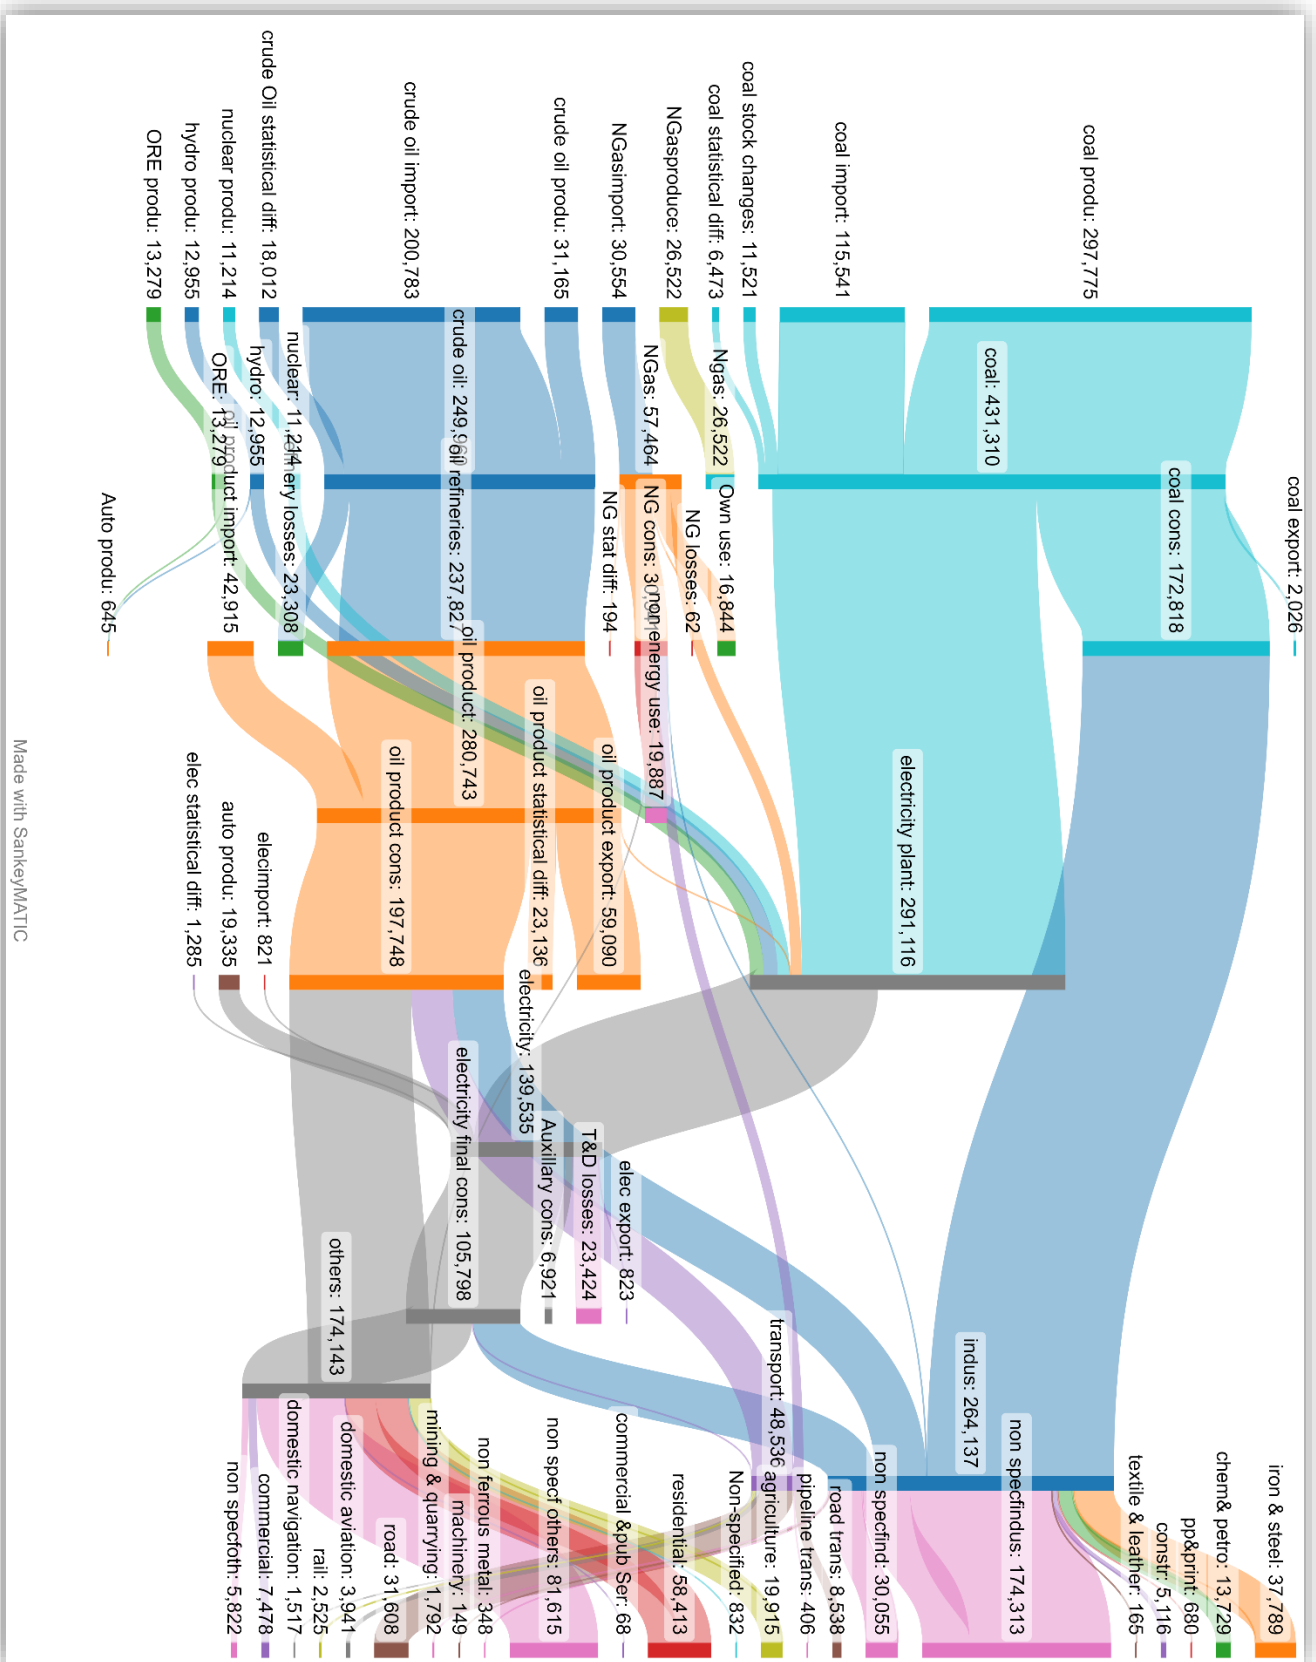 coal produ: 297,775
coal import: 115,541
coal stock changes: 11,521
coal statistical diff: 6,473
NGasproduce: 26,522
NGasimport: 30,554
crude oil produ: 31,165
crude oil import: 200,783
crude Oil statistical diff: 18,012
nuclear produ: 11,214
hydro produ: 12,955
ORE produ: 13,279
coal: 431,310
Ngas: 26,522
NGas: 57,464
crude oil: 249,960
nuclear: 11,214
hydro: 12,955
ORE: 13,279
coal export: 2,026
coal cons: 172,818
Own use: 16,844
NG losses: 62
NG cons:
NG stat diff: 194
oil refineries: 237,827
refinery losses: 23,308
oil product import: 42,915
Auto produ: 645
non energy use: 19,887
oil product: 280,743
electricity plant: 291,116
oil product export: 59,090
oil product statistical diff: 23,136
oil product cons: 197,748
elecimport: 821
auto produ: 19,335
elec statistical diff: 1,285
electricity: 139,535
elec export: 823
T&D losses: 23,424
Auxillary cons: 6,921
electricity final cons: 105,798
others: 174,143
indus: 264,137
transport: 48,536
iron & steel: 37,789
chem& petro: 13,729
pp&print: 680
constr: 5,116
textile & leather: 165
non specfindus: 174,313
non specfind: 30,055
road trans: 8,538
pipeline trans: 406
agriculture: 19,915
Non-specified: 832
residential: 58,413
commercial &pub Ser: 68
non specf others: 81,615
non ferrous metal: 348
machinery: 149
mining & quarrying: 1,792
road: 31,608
domestic aviation: 3,941
rail: 2,525
domestic navigation: 1,517
commercial: 7,478
non specfoth: 5,822
Made with SankeyMATIC